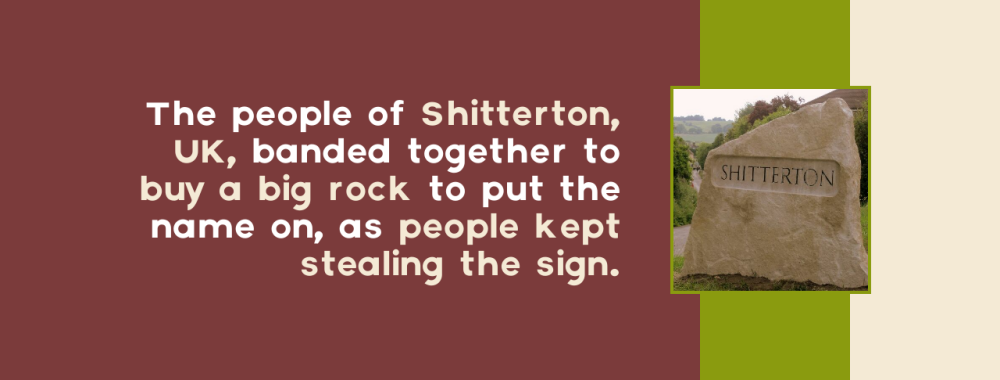 The people of Shitterton,
UK, banded together to
buy a big rock to put the
name on, as people kept
stealing the sign.
SHITTERTON